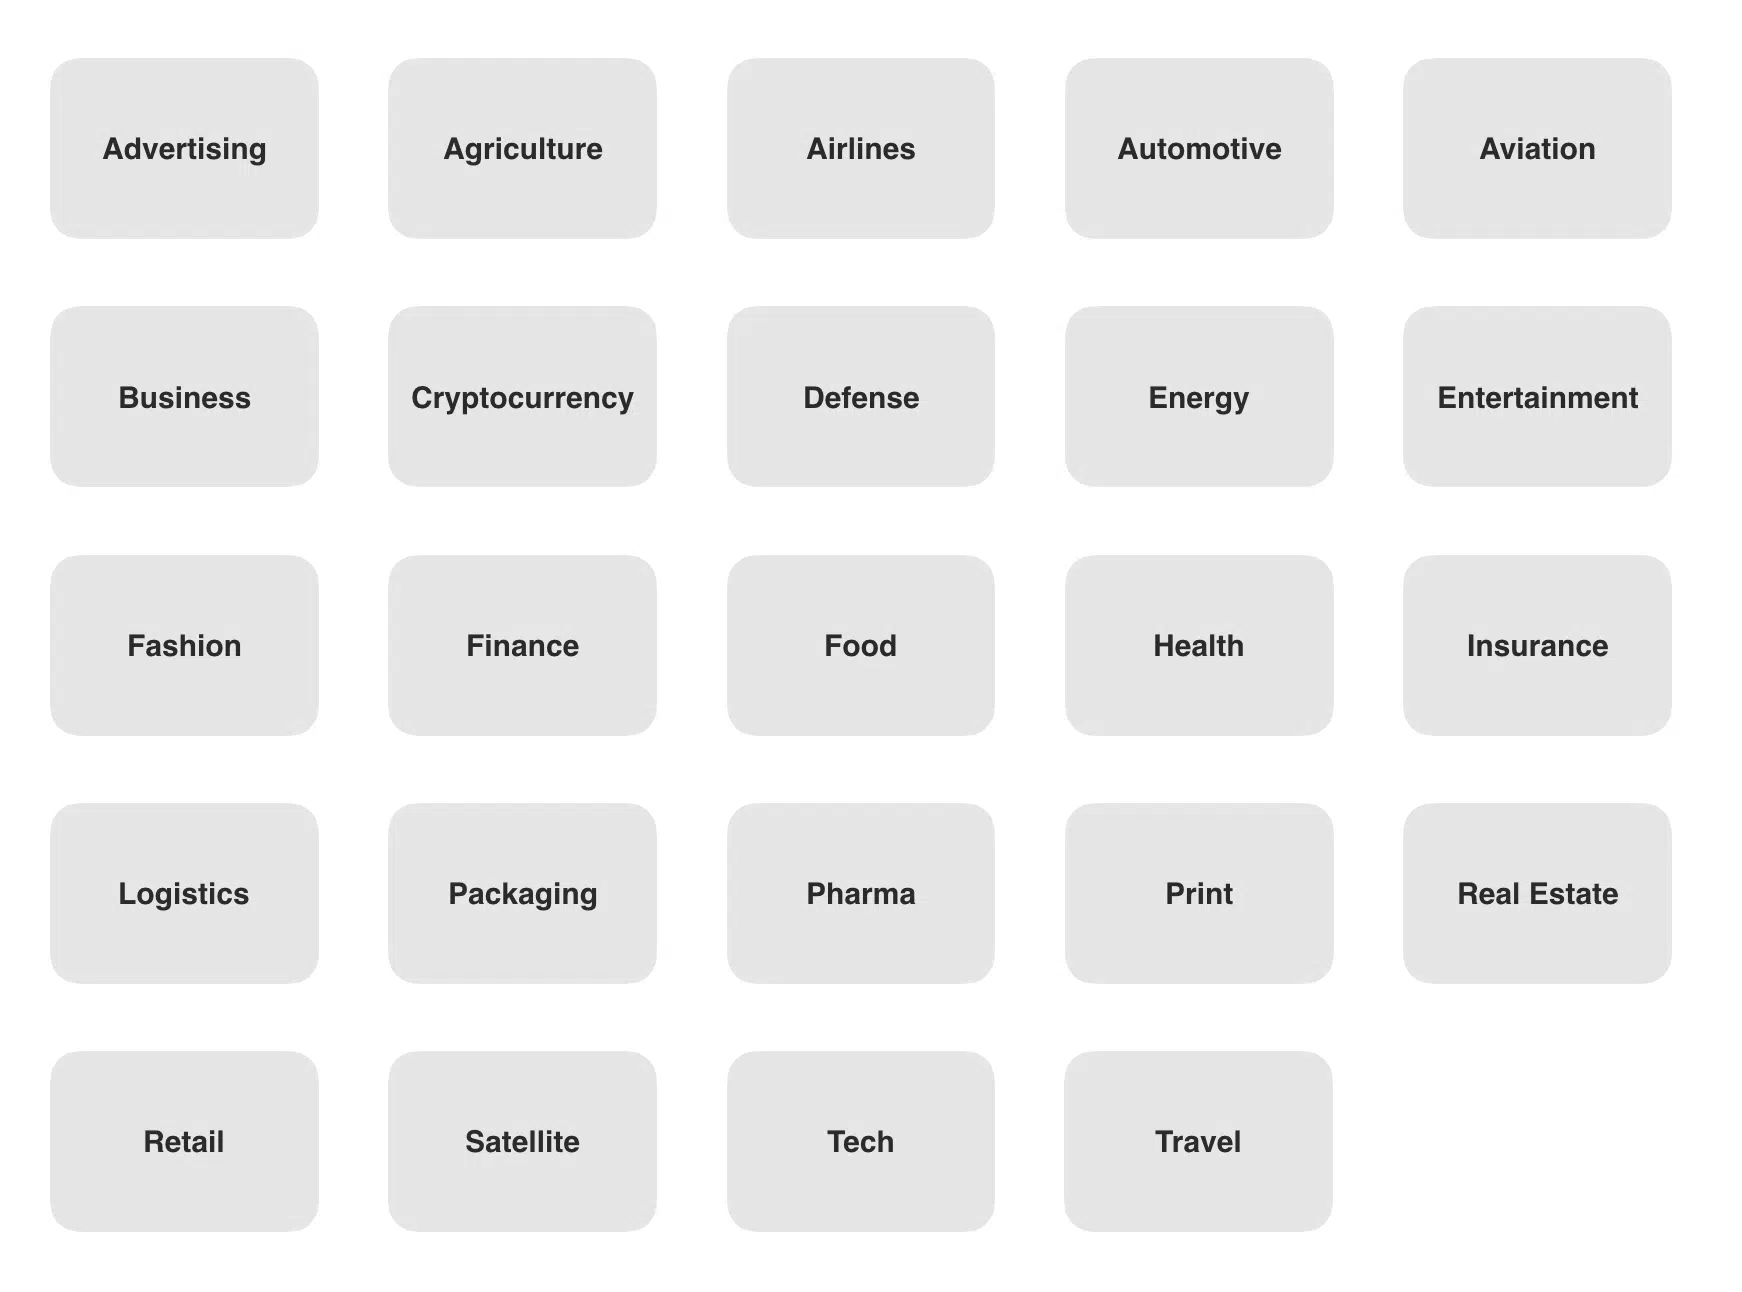 Advertising
Agriculture
Airlines
Automotive
Aviation
Business
Cryptocurrency
Defense
Energy
Entertainment
Fashion
Finance
Food
Health
Insurance
Logistics
Packaging
Pharma
Print
Real Estate
Retail
Satellite
Tech
Travel